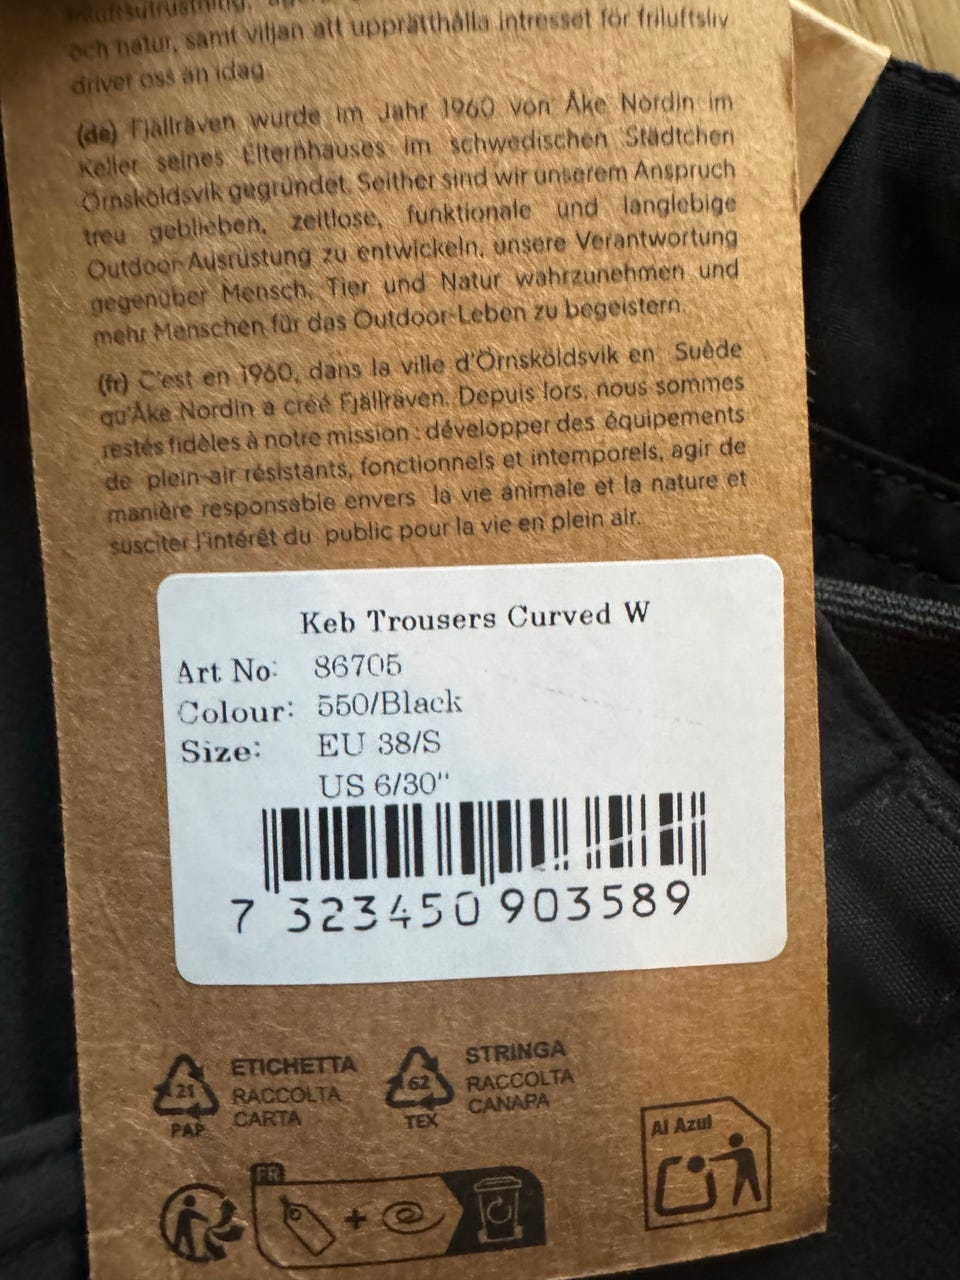 friluftsutrustning,
och natur, samt viljan att upprätthålla intresset för friluftsliv
driver oss än idag.
(de) Fjällräven wurde im Jahr 1960 von Åke Nordin im
Keller seines Elternhauses im schwedischen Städtchen
Örnsköldsvik gegründet. Seither sind wir unserem Anspruch
treu geblieben, zeitlose, funktionale und langlebige
Outdoor-Ausrüstung zu entwickeln, unsere Verantwortung
gegenüber Mensch, Tier und Natur wahrzunehmen und
mehr Menschen für das Outdoor-Leben zu begeistern.
(fr) C'est en 1960, dans la ville d'Örnsköldsvik en Suède
qu'Åke Nordin a créé Fjällräven. Depuis lors, nous sommes
restés fidèles à notre mission : développer des équipements
de plein-air résistants, fonctionnels et intemporels, agir de
manière responsable envers la vie animale et la nature et
susciter l'intérêt du public pour la vie en plein air.
Keb Trousers Curved W
Art No: 86705
Colour: 550/Black
Size: EU 38/S
US 6/30"
7 323450 903589
ETICHETTA
RACCOLTA
CARTA
21
PAP
STRINGA
RACCOLTA
CANAPA
62
TEX
Al Azul
FR
+